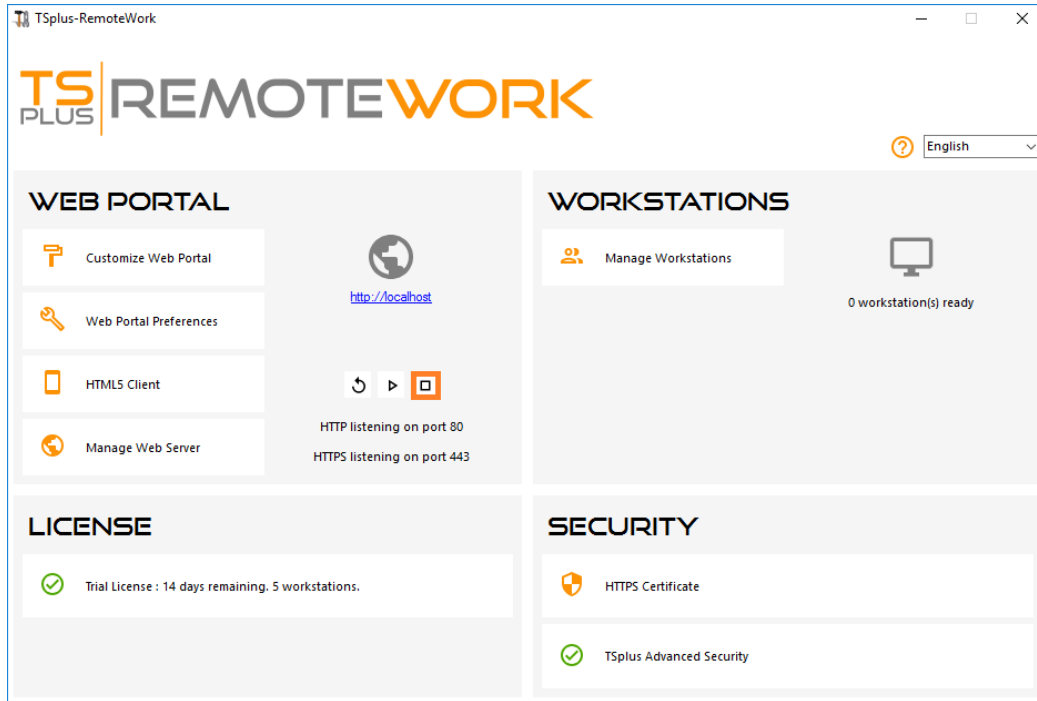 TSplus-RemoteWork
TS PLUS REMOTEWORK
English
WEB PORTAL
Customize Web Portal
http://localhost
Web Portal Preferences
HTML5 Client
HTTP listening on port 80
Manage Web Server
HTTPS listening on port 443
WORKSTATIONS
Manage Workstations
0 workstation(s) ready
LICENSE
Trial License : 14 days remaining. 5 workstations.
SECURITY
HTTPS Certificate
TSplus Advanced Security